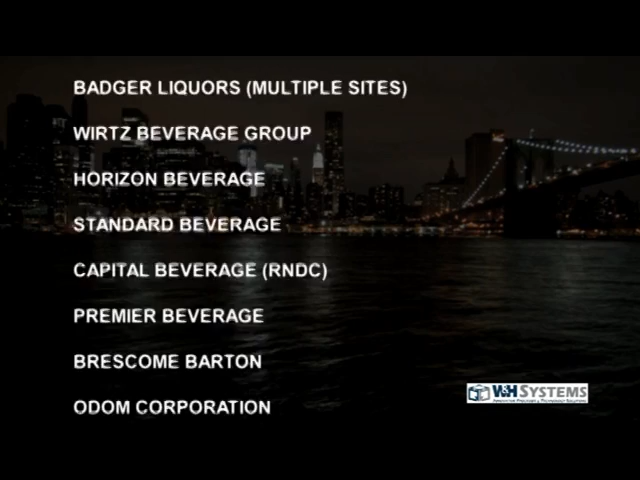 BADGER LIQUORS (MULTIPLE SITES)
WIRTZ BEVERAGE GROUP
HORIZON BEVERAGE
STANDARD BEVERAGE
CAPITAL BEVERAGE (RNDC)
PREMIER BEVERAGE
BRESCOME BARTON
ODOM CORPORATION
W&H SYSTEMS